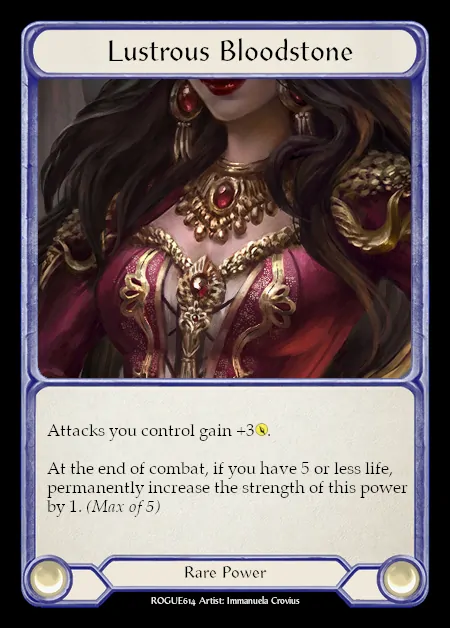 Lustrous Bloodstone
Attacks you control gain +3.
At the end of combat, if you have 5 or less life,
permanently increase the strength of this power
by 1. (Max of 5)
Rare Power
ROGUE614 Artist: Immanuela Crovius